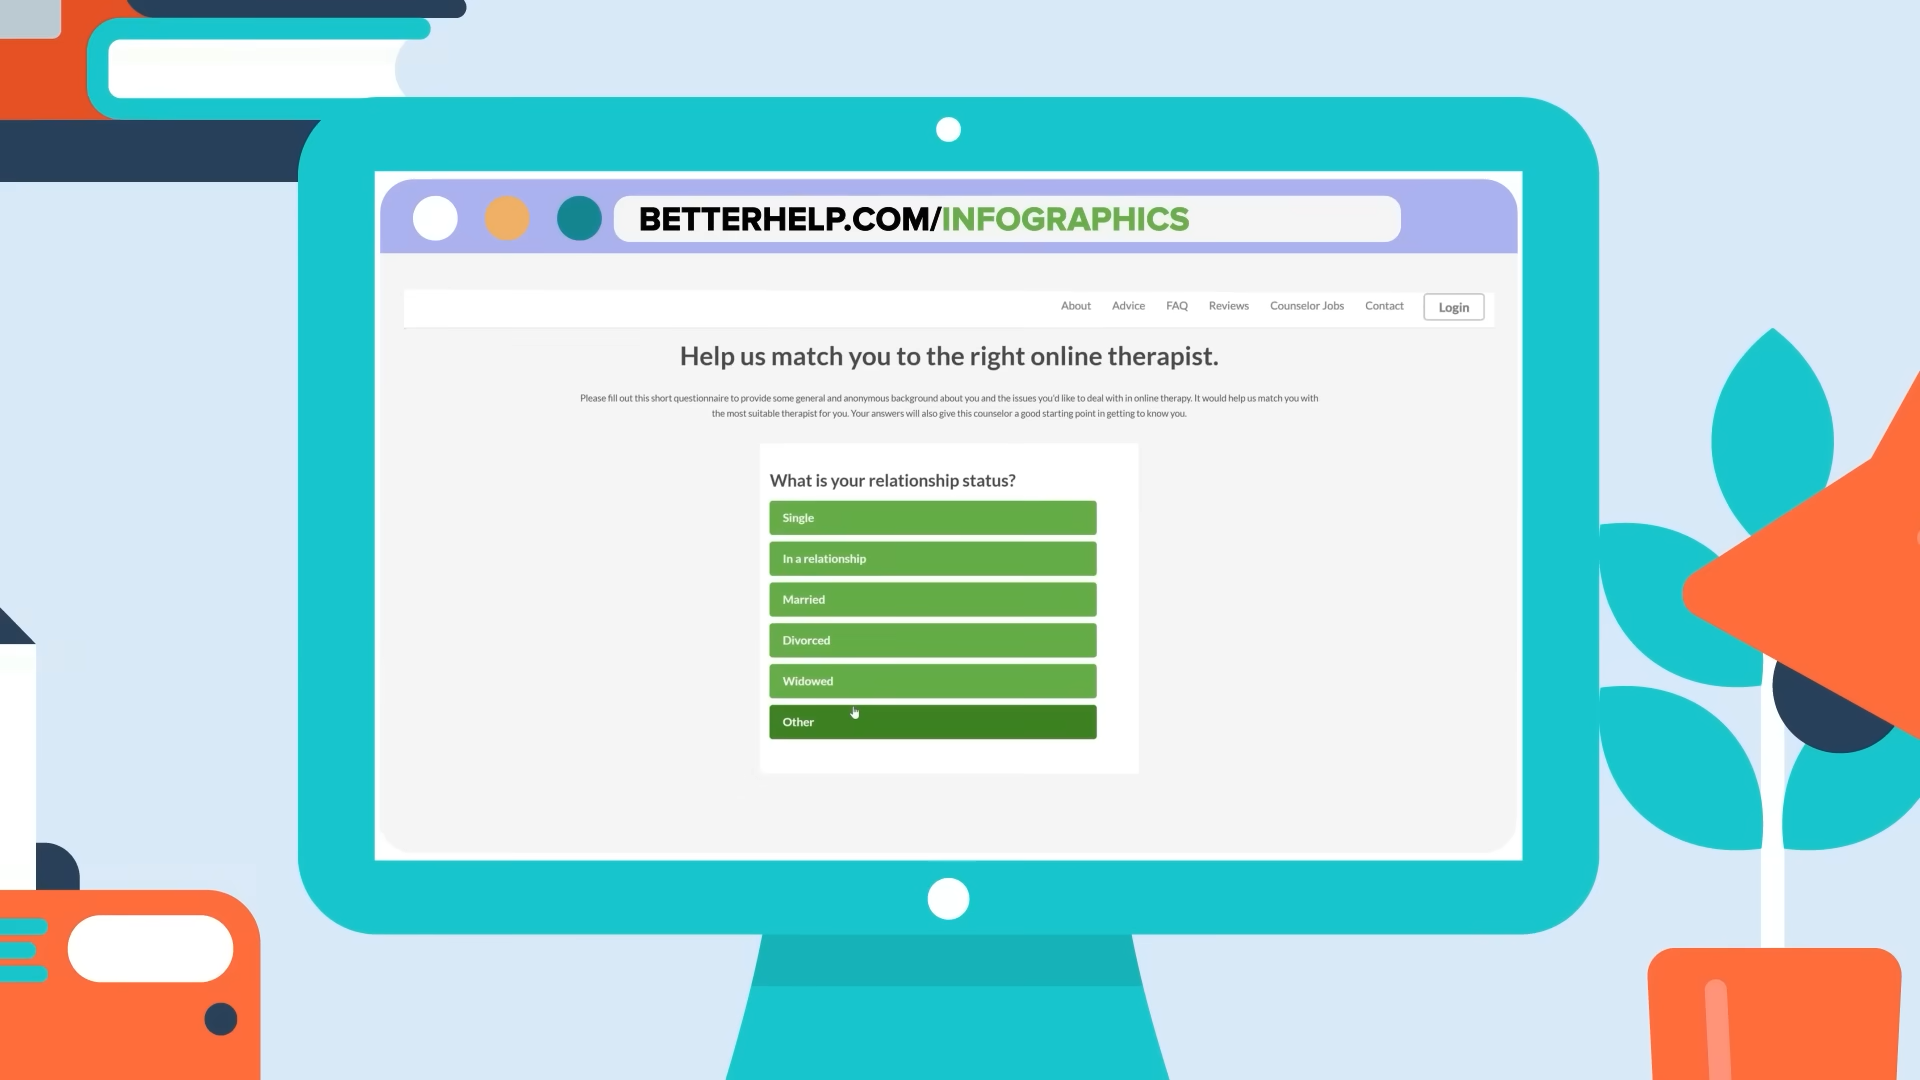 BETTERHELP.COM/INFOGRAPHICS
About Advice FAQ Reviews Counselor Jobs Contact Login
Help us match you to the right online therapist.
Please fill out this short questionnaire to provide some general and anonymous background about you and the issues you'd like to deal with in online therapy. It would help us match you with
the most suitable therapist for you. Your answers will also give this counselor a good starting point in getting to know you.
What is your relationship status?
Single
In a relationship
Married
Divorced
Widowed
Other